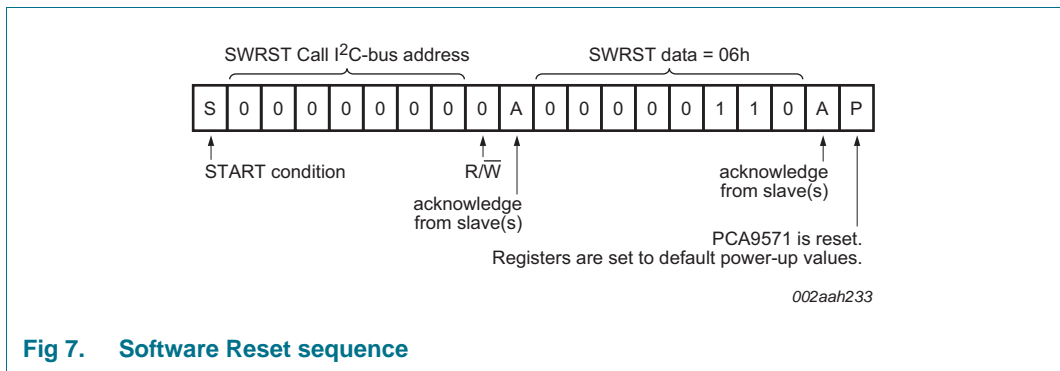 SWRST Call I2C-bus address SWRST data = 06h
S 0 0 0 0 0 0 0 0 A 0 0 0 0 0 1 1 0 A P
START condition R/W̅ acknowledge
acknowledge from slave(s)
from slave(s)
PCA9571 is reset.
Registers are set to default power-up values.
002aah233
Fig 7. Software Reset sequence